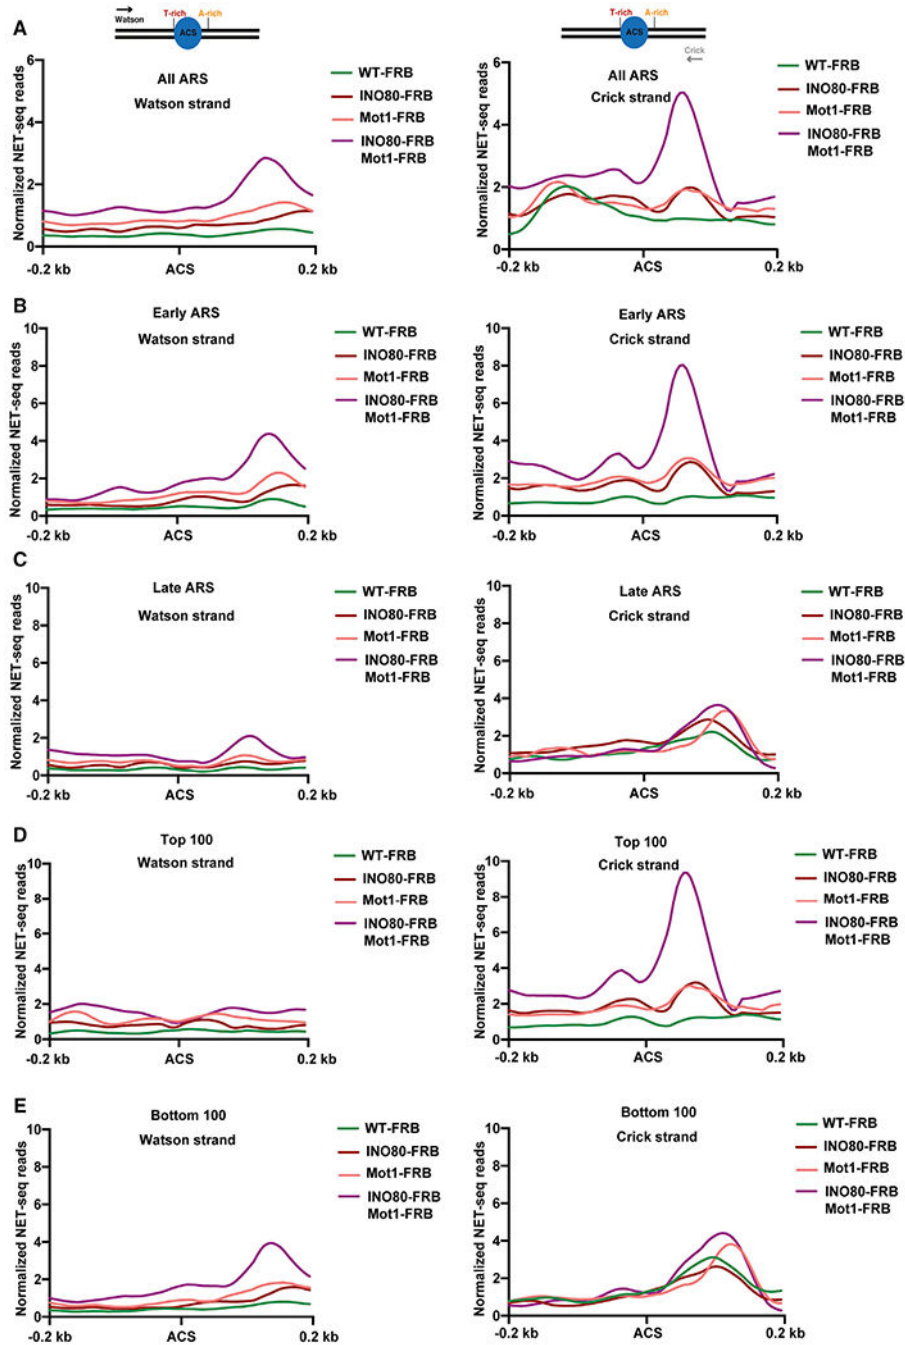 A
Watson
T-rich
A-rich
ACS
All ARS
Watson strand
Normalized NET-seq reads
6
4
2
0
-0.2 kb
ACS
0.2 kb
WT-FRB
INO80-FRB
Mot1-FRB
INO80-FRB
Mot1-FRB
T-rich
A-rich
ACS
Crick
All ARS
Crick strand
Normalized NET-seq reads
6
4
2
0
-0.2 kb
ACS
0.2 kb
WT-FRB
INO80-FRB
Mot1-FRB
INO80-FRB
Mot1-FRB
B
Early ARS
Watson strand
Normalized NET-seq reads
10
8
6
4
2
0
-0.2 kb
ACS
0.2 kb
WT-FRB
INO80-FRB
Mot1-FRB
INO80-FRB
Mot1-FRB
Early ARS
Crick strand
Normalized NET-seq reads
10
8
6
4
2
0
-0.2 kb
ACS
0.2 kb
WT-FRB
INO80-FRB
Mot1-FRB
INO80-FRB
Mot1-FRB
C
Late ARS
Watson strand
Normalized NET-seq reads
10
8
6
4
2
0
-0.2 kb
ACS
0.2 kb
WT-FRB
INO80-FRB
Mot1-FRB
INO80-FRB
Mot1-FRB
Late ARS
Crick strand
Normalized NET-seq reads
10
8
6
4
2
0
-0.2 kb
ACS
0.2 kb
WT-FRB
INO80-FRB
Mot1-FRB
INO80-FRB
Mot1-FRB
D
Top 100
Watson strand
Normalized NET-seq reads
10
8
6
4
2
0
-0.2 kb
ACS
0.2 kb
WT-FRB
INO80-FRB
Mot1-FRB
INO80-FRB
Mot1-FRB
Top 100
Crick strand
Normalized NET-seq reads
10
8
6
4
2
0
-0.2 kb
ACS
0.2 kb
WT-FRB
INO80-FRB
Mot1-FRB
INO80-FRB
Mot1-FRB
E
Bottom 100
Watson strand
Normalized NET-seq reads
10
8
6
4
2
0
-0.2 kb
ACS
0.2 kb
WT-FRB
INO80-FRB
Mot1-FRB
INO80-FRB
Mot1-FRB
Bottom 100
Crick strand
Normalized NET-seq reads
10
8
6
4
2
0
-0.2 kb
ACS
0.2 kb
WT-FRB
INO80-FRB
Mot1-FRB
INO80-FRB
Mot1-FRB